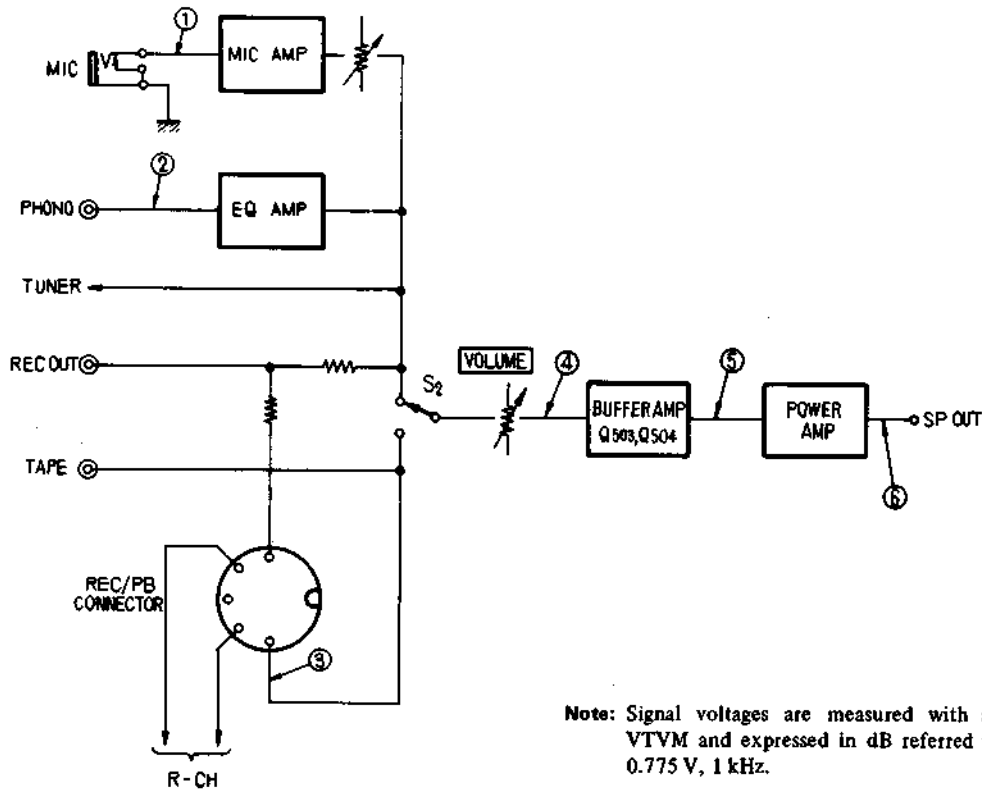 ①
MIC AMP
MIC
V
②
PHONO
EQ AMP
TUNER
REC OUT
VOLUME
④
⑤
S2
BUFFER AMP
Q503,Q504
POWER
AMP
SP OUT
TAPE
⑥
REC/PB
CONNECTOR
③
R-CH
Note: Signal voltages are measured with
VTVM and expressed in dB referred
0.775 V, 1 kHz.